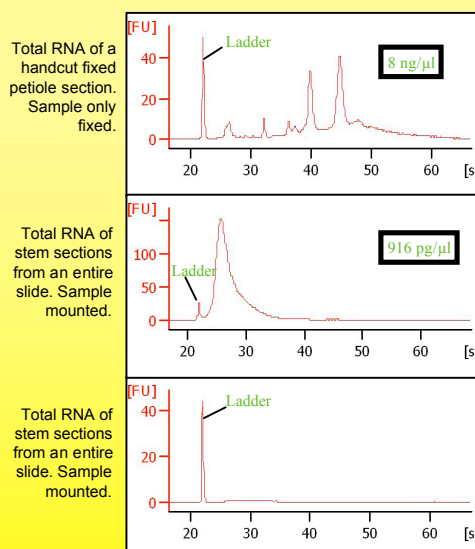 Total RNA of a
handcut fixed
petiole section.
Sample only
fixed.
[FU]
Ladder
8 ng/µl
40
20
0
20 30 40 50 60 [s
Total RNA of
stem sections
from an entire
slide. Sample
mounted.
[FU]
916 pg/µl
Ladder
100
50
0
20 30 40 50 60 [s
Total RNA of
stem sections
from an entire
slide. Sample
mounted.
[FU]
Ladder
40
20
0
20 30 40 50 60 [s